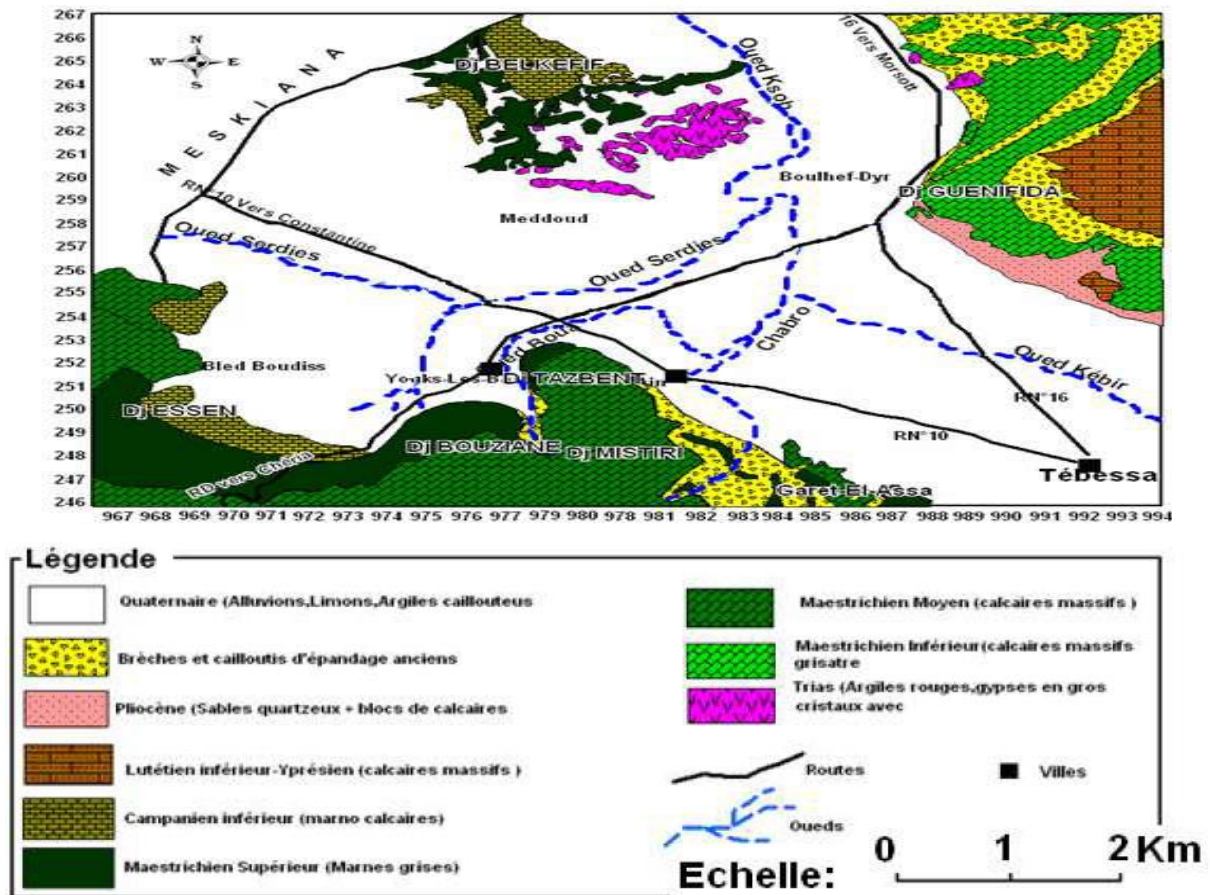 267
266
265
264
263
262
261
260
259
258
257
256
255
254
253
252
251
250
249
248
247
246
N
W E
S
MESKIANA
Dj BELKEFIF
Oued Ksob
16 Vers Morsott
Boulhef-Dyr
Dj GUENIFIDA
RN°10 Vers Constantine
Meddoud
Oued Serdies
Oued Serdies
Chabro
Oued Kébir
Bled Boudiss
Youks-Les-B
Dj TAZBENT
Dj ESSEN
RN°16
RN°10
Dj BOUZIANE
Dj MISTIRI
RD vers Chéria
Garet-El-Assa
Tébessa
967 968 969 970 971 972 973 974 975 976 977 979 980 978 981 982 983 984 985 986 987 988 989 990 991 992 993 994
Légende
Quaternaire (Alluvions,Limons,Argiles caillouteus
Brèches et cailloutis d'épandage anciens
Pliocène (Sables quartzeux + blocs de calcaires
Lutétien inférieur-Yprésien (calcaires massifs )
Campanien inférieur (marno calcaires)
Maestrichien Supérieur (Marnes grises)
Maestrichien Moyen (calcaires massifs )
Maestrichien Inférieur(calcaires massifs
grisatre
Trias (Argiles rouges,gypses en gros
cristaux avec
Routes
Villes
Oueds
Echelle:
0 1 2 Km